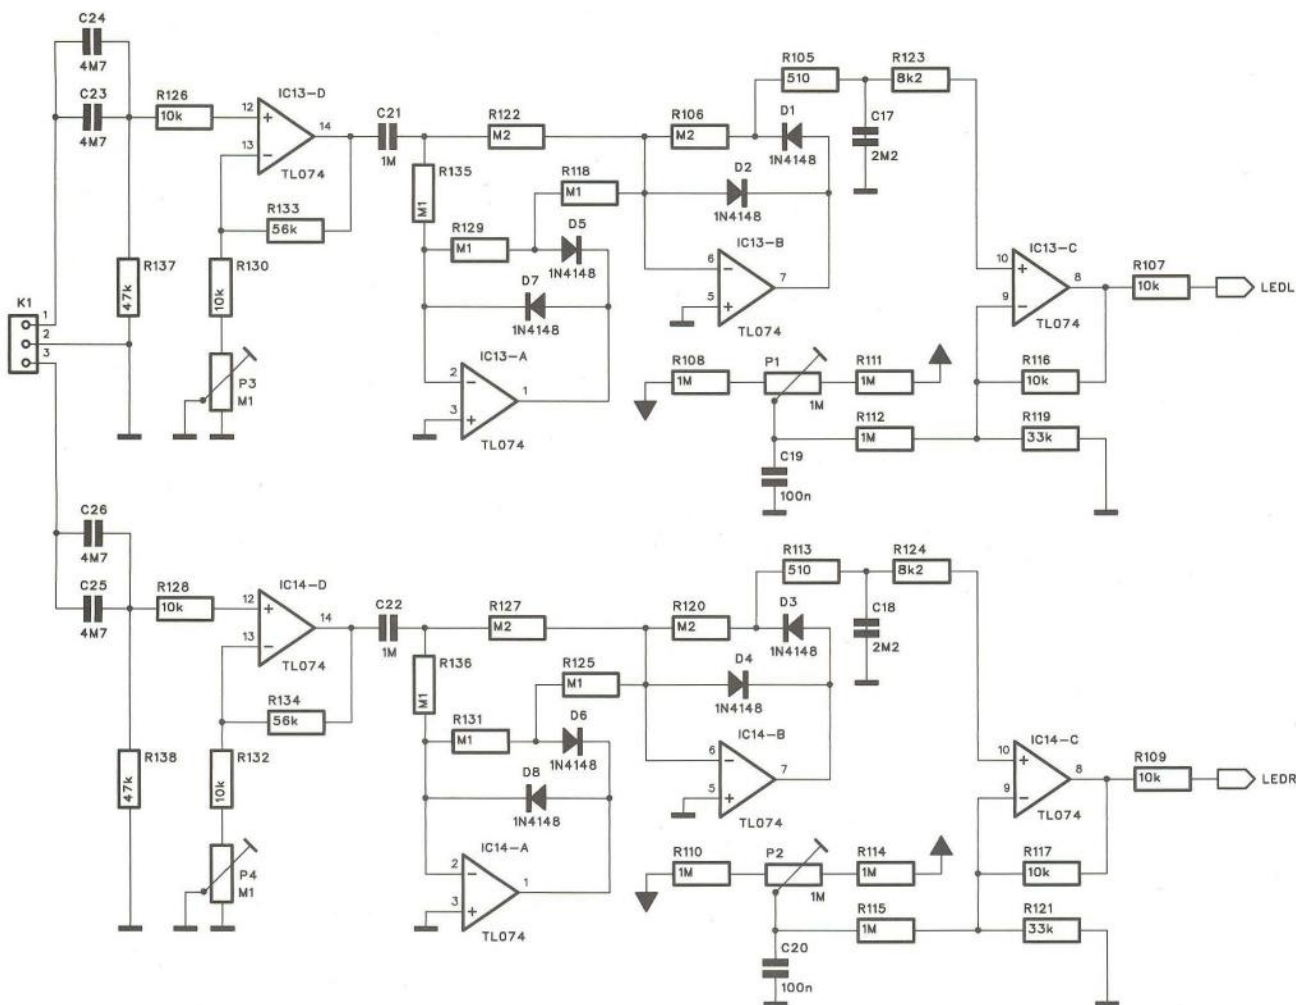 C24
4M7
C23
4M7
R126
10k
12
13
+
−
IC13-D
14
TL074
C21
1M
R122
M2
R106
M2
R105
510
R123
8k2
D1
1N4148
C17
2M2
R135
M1
R118
M1
D2
1N4148
R133
56k
R129
M1
D5
1N4148
IC13-B
6
5
−
+
7
TL074
IC13-C
10
9
+
−
8
TL074
R107
10k
LEDL
R137
47k
R130
10k
D7
1N4148
K1
1
2
3
P3
M1
IC13-A
2
3
−
+
1
TL074
R108
1M
P1
1M
R111
1M
R116
10k
R112
1M
R119
33k
C19
100n
C26
4M7
C25
4M7
R128
10k
12
13
+
−
IC14-D
14
TL074
C22
1M
R127
M2
R120
M2
R113
510
R124
8k2
D3
1N4148
C18
2M2
R136
M1
R125
M1
D4
1N4148
R134
56k
R131
M1
D6
1N4148
IC14-B
6
5
−
+
7
TL074
IC14-C
10
9
+
−
8
TL074
R109
10k
LEDR
R138
47k
R132
10k
D8
1N4148
P4
M1
IC14-A
2
3
−
+
1
TL074
R110
1M
P2
1M
R114
1M
R117
10k
R115
1M
R121
33k
C20
100n